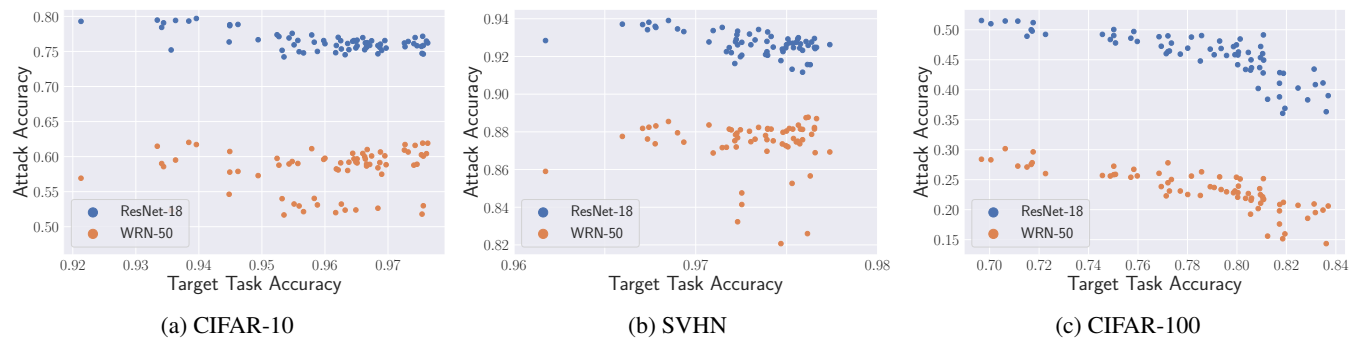 0.80
0.75
0.70
0.65
0.60
0.55
0.50
Attack Accuracy
ResNet-18
WRN-50
0.92
0.93
0.94
0.95
0.96
0.97
Target Task Accuracy
(a) CIFAR-10
0.94
0.92
0.90
0.88
0.86
0.84
0.82
Attack Accuracy
ResNet-18
WRN-50
0.96
0.97
0.98
Target Task Accuracy
(b) SVHN
0.50
0.45
0.40
0.35
0.30
0.25
0.20
0.15
Attack Accuracy
ResNet-18
WRN-50
0.70
0.72
0.74
0.76
0.78
0.80
0.82
0.84
Target Task Accuracy
(c) CIFAR-100